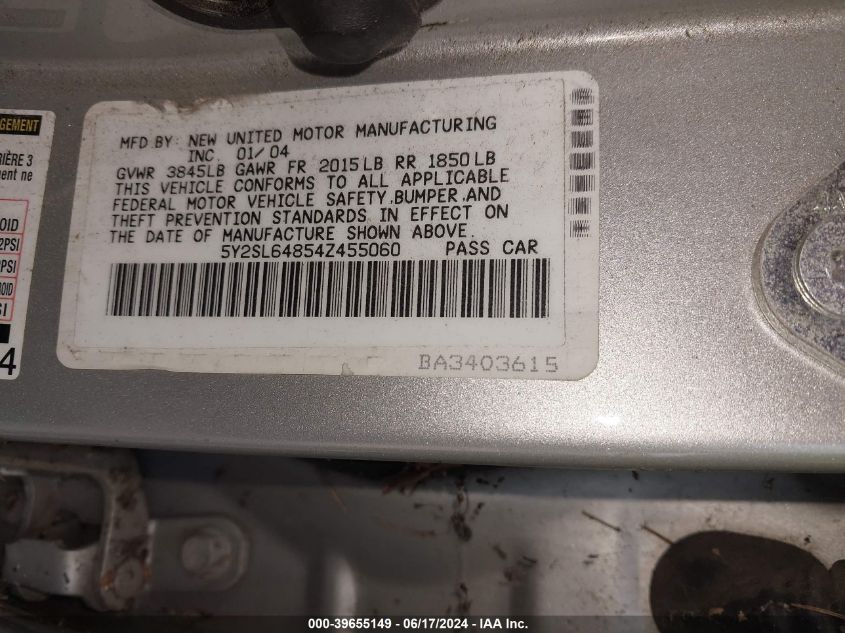 MFD BY: NEW UNITED MOTOR MANUFACTURING
INC. 01/04
GVWR 3845LB GAWR FR 2015LB RR 1850LB
THIS VEHICLE CONFORMS TO ALL APPLICABLE
FEDERAL MOTOR VEHICLE SAFETY,BUMPER,AND
THEFT PREVENTION STANDARDS IN EFFECT ON
THE DATE OF MANUFACTURE SHOWN ABOVE.
5Y2SL64854Z455060 PASS CAR
BA3403615
GEMENT
RIÈRE 3
ent ne
OID
2PSI
PSI
OID
SI
4
000-39655149 - 06/17/2024 - IAA Inc.